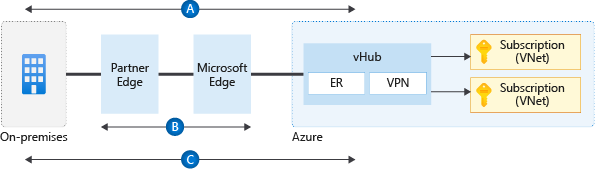 A
Partner
Edge
Microsoft
Edge
vHub
ER
VPN
Subscription
(VNet)
Subscription
(VNet)
On-premises
B
Azure
C